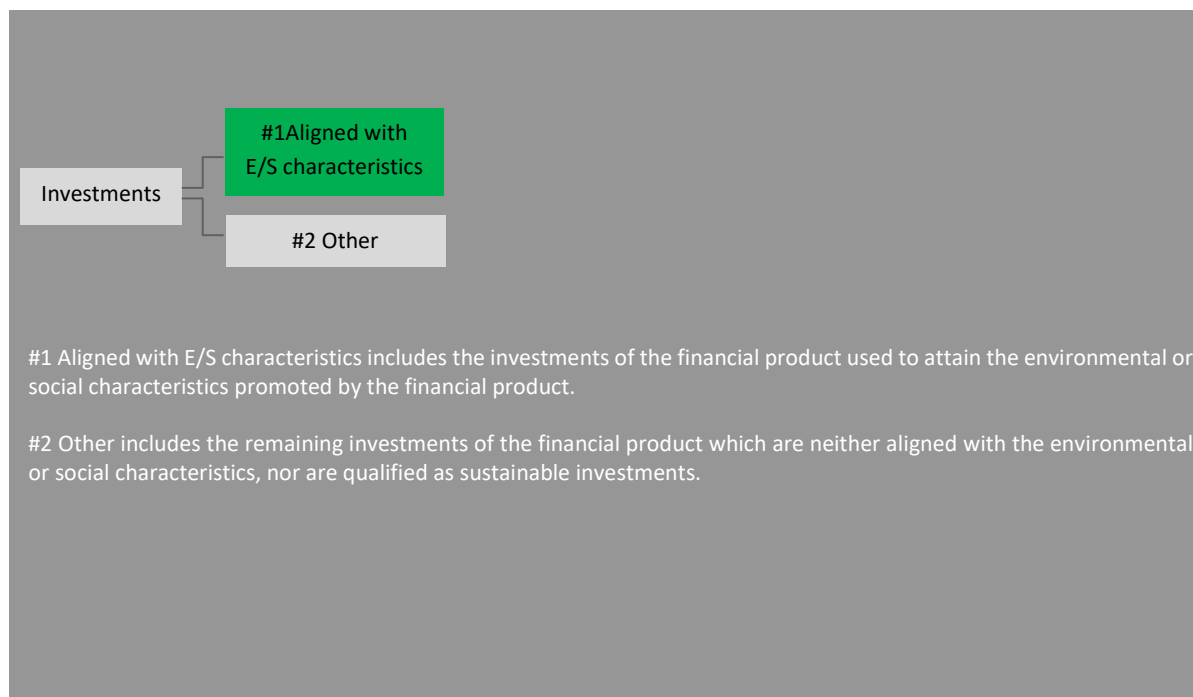 #1Aligned with
E/S characteristics
Investments
#2 Other
#1 Aligned with E/S characteristics includes the investments of the financial product used to attain the environmental or
social characteristics promoted by the financial product.
#2 Other includes the remaining investments of the financial product which are neither aligned with the environmental
or social characteristics, nor are qualified as sustainable investments.